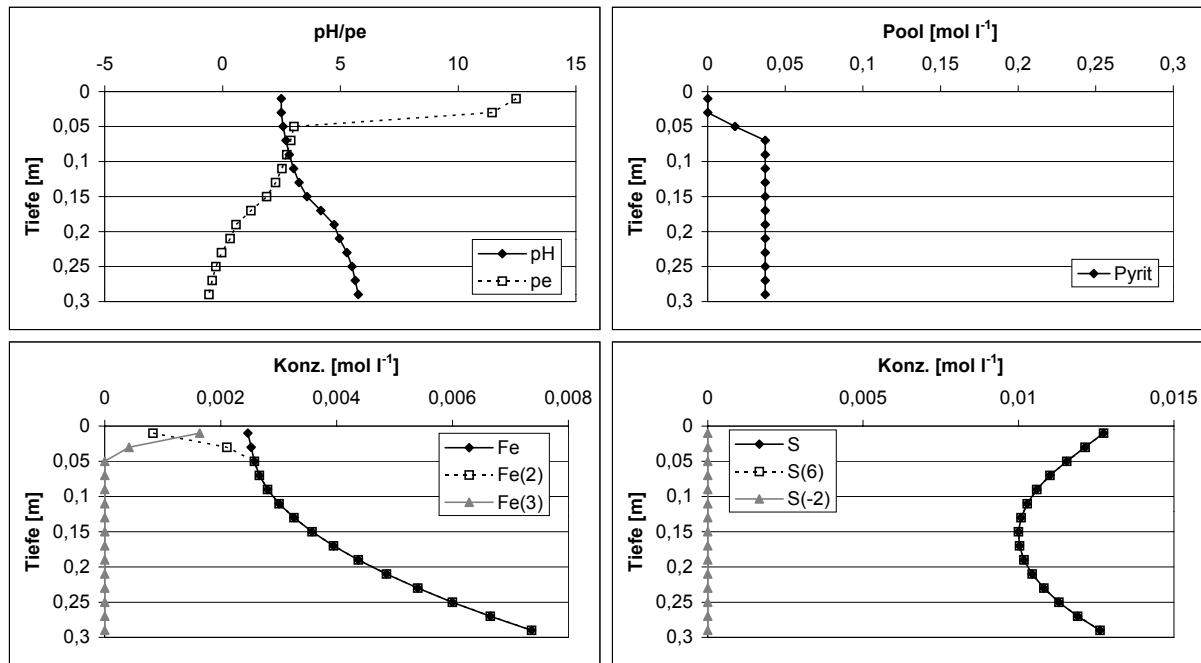 pH/pe
-5 0 5 10 15
0
0,05
0,1
0,15
0,2
0,25
0,3
Tiefe [m]
pH
pe
Pool [mol l-1]
0 0,05 0,1 0,15 0,2 0,25 0,3
0
0,05
0,1
0,15
0,2
0,25
0,3
Tiefe [m]
Pyrit
Konz. [mol l-1]
0 0,002 0,004 0,006 0,008
0
0,05
0,1
0,15
0,2
0,25
0,3
Tiefe [m]
Fe
Fe(2)
Fe(3)
Konz. [mol l-1]
0 0,005 0,01 0,015
0
0,05
0,1
0,15
0,2
0,25
0,3
Tiefe [m]
S
S(6)
S(-2)